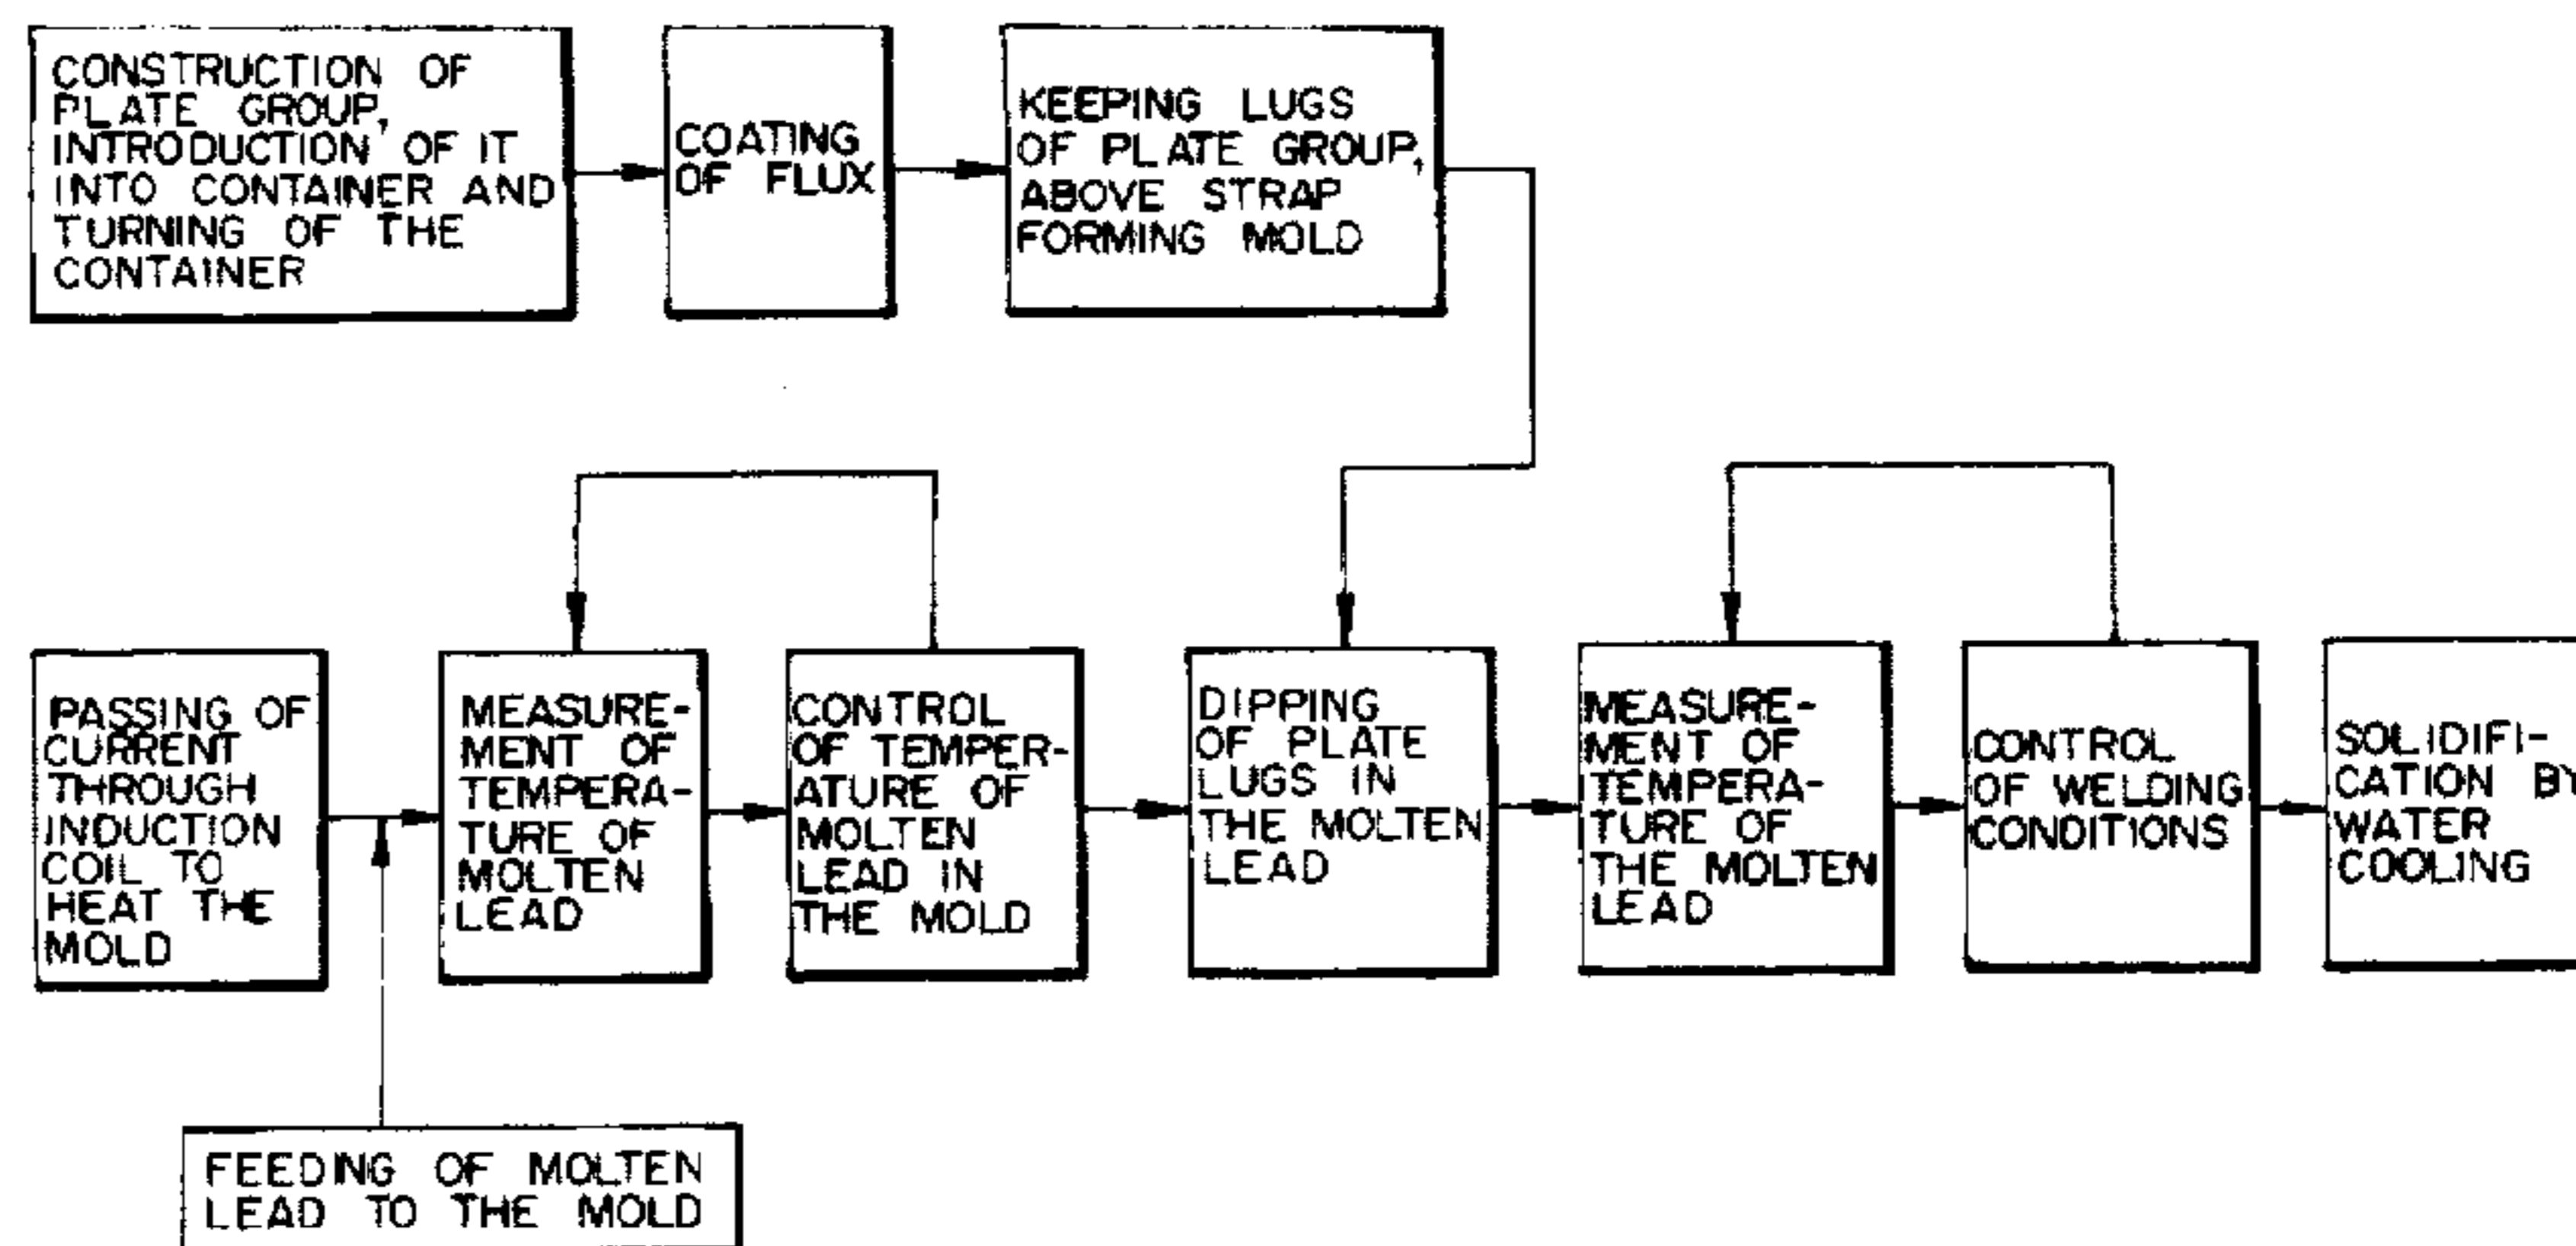 CONSTRUCTION OF
PLATE GROUP,
INTRODUCTION OF IT
INTO CONTAINER AND
TURNING OF THE
CONTAINER
COATING
OF FLUX
KEEPING LUGS
OF PLATE GROUP,
ABOVE STRAP
FORMING MOLD
PASSING OF
CURRENT
THROUGH
INDUCTION
COIL TO
HEAT THE
MOLD
MEASURE-
MENT OF
TEMPERA-
TURE OF
MOLTEN
LEAD
CONTROL
OF TEMPER-
ATURE OF
MOLTEN
LEAD IN
THE MOLD
DIPPING
OF PLATE
LUGS IN
THE MOLTEN
LEAD
MEASURE-
MENT OF
TEMPERA-
TURE OF
THE MOLTEN
LEAD
CONTROL
OF WELDING
CONDITIONS
SOLIDIFI-
CATION BY
WATER
COOLING
FEEDING OF MOLTEN
LEAD TO THE MOLD